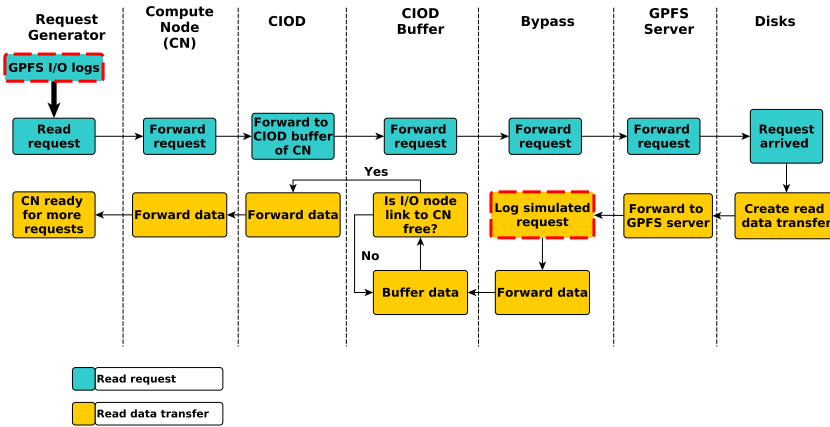 Request
Generator
Compute
Node
(CN)
CIOD
CIOD
Buffer
Bypass
GPFS
Server
Disks
GPFS I/O logs
Read
request
Forward
request
Forward to
CIOD buffer
of CN
Forward
request
Forward
request
Forward
request
Request
arrived
Yes
CN ready
for more
requests
Forward data
Forward data
Is I/O node
link to CN
free?
Log simulated
request
Forward to
GPFS server
Create read
data transfer
No
Buffer data
Forward data
Read request
Read data transfer